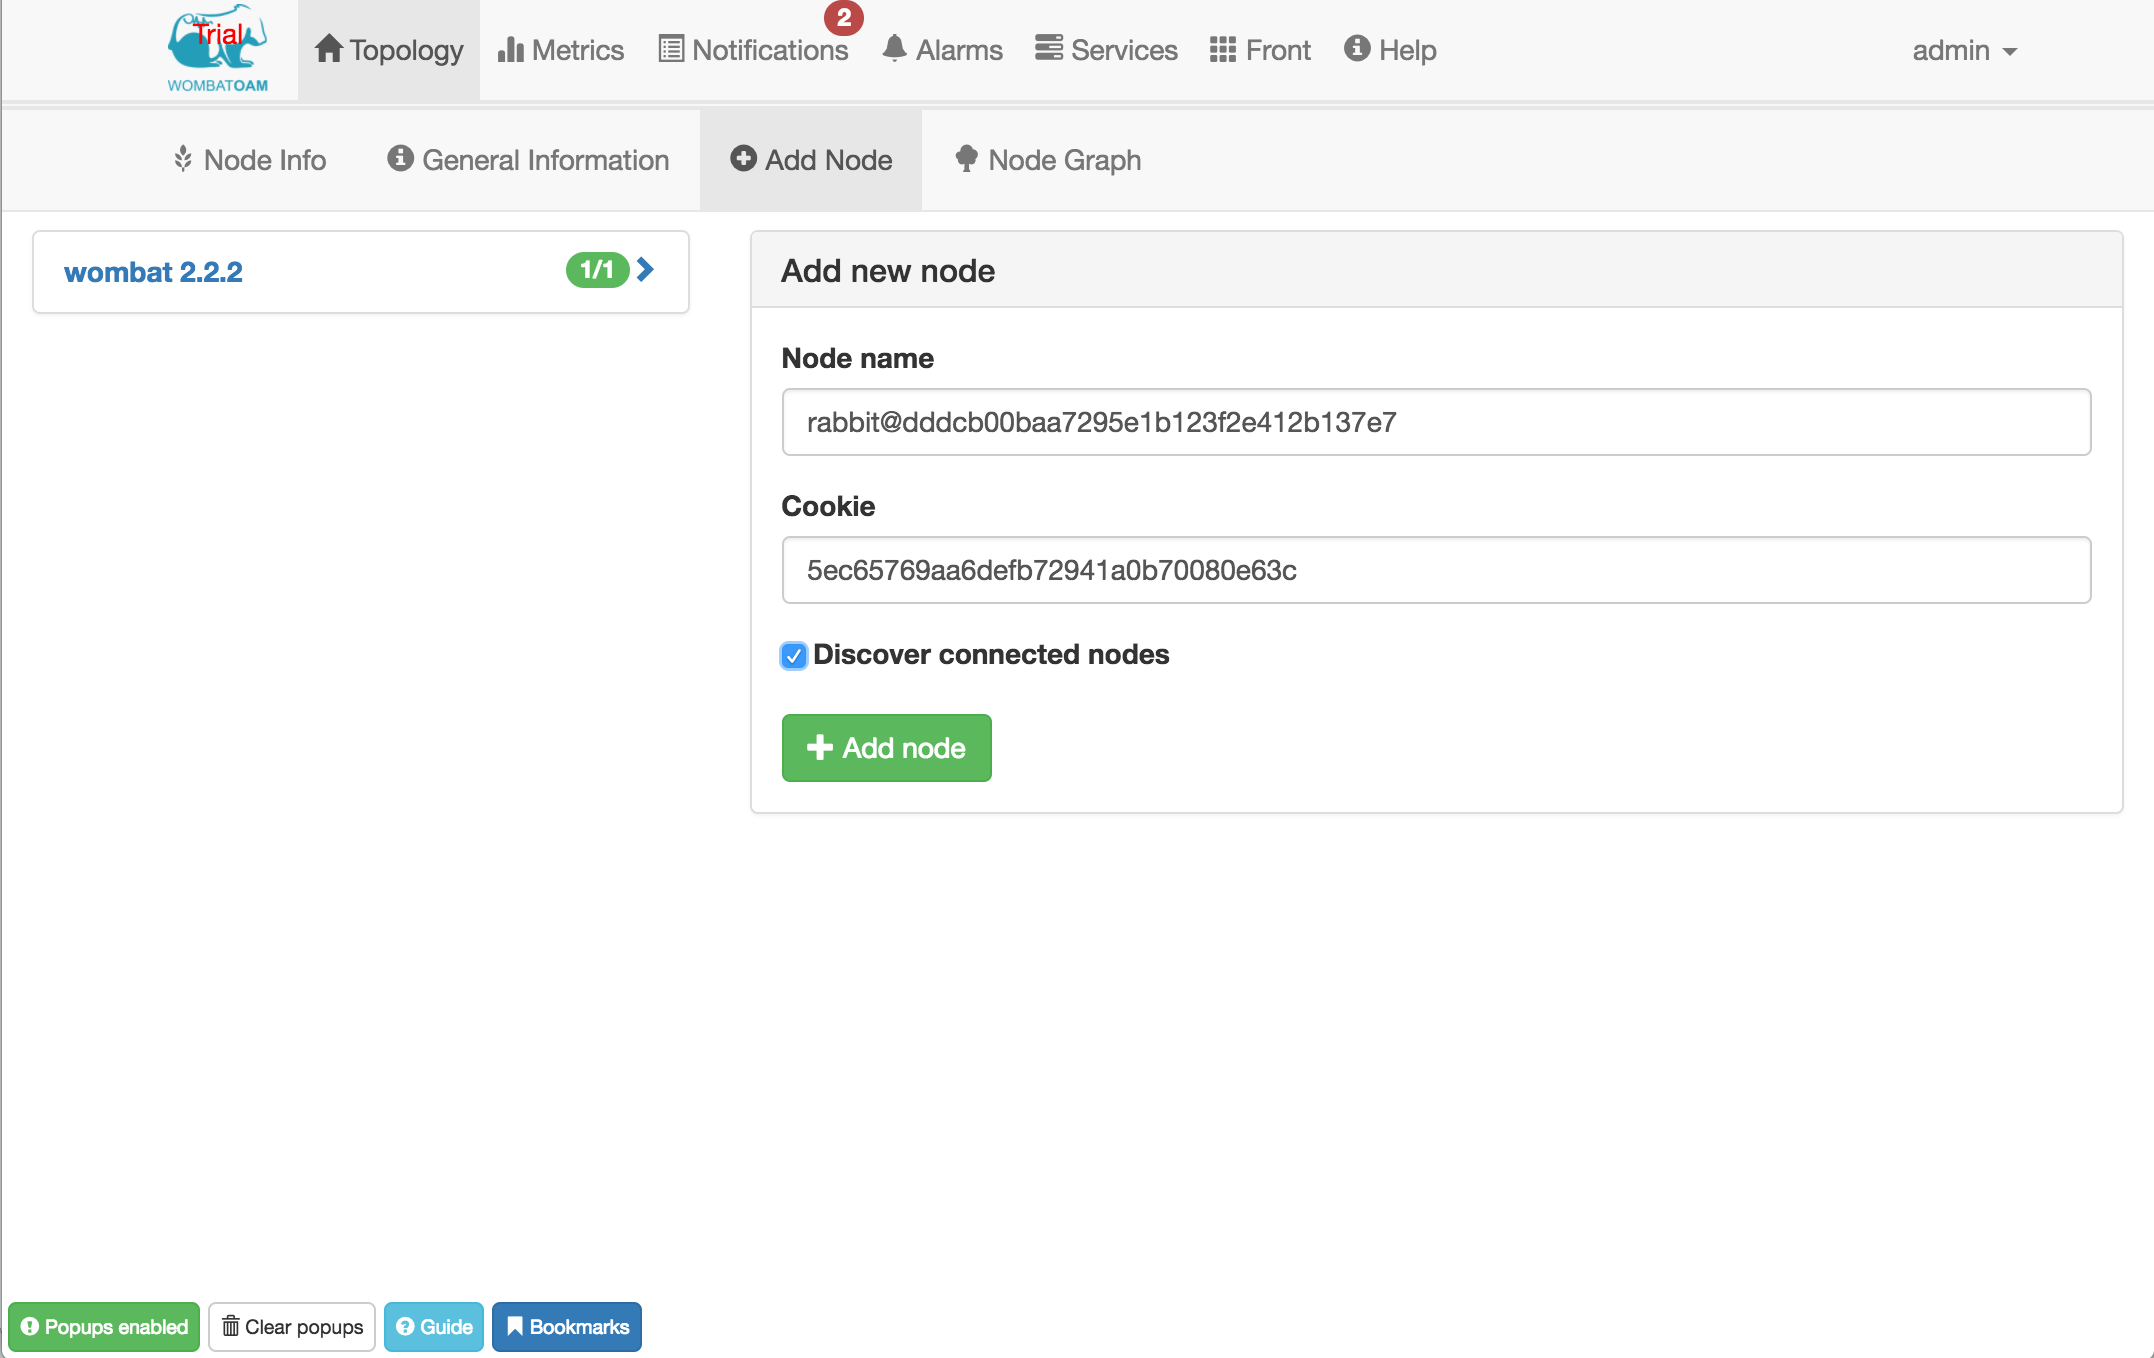 Trial
WOMBATOAM
Topology
Metrics
Notifications
2
Alarms
Services
Front
Help
admin
Node Info
General Information
Add Node
Node Graph
wombat 2.2.2
1/1
Add new node
Node name
rabbit@dddcb00baa7295e1b123f2e412b137e7
Cookie
5ec65769aa6defb72941a0b70080e63c
Discover connected nodes
Add node
Popups enabled
Clear popups
Guide
Bookmarks